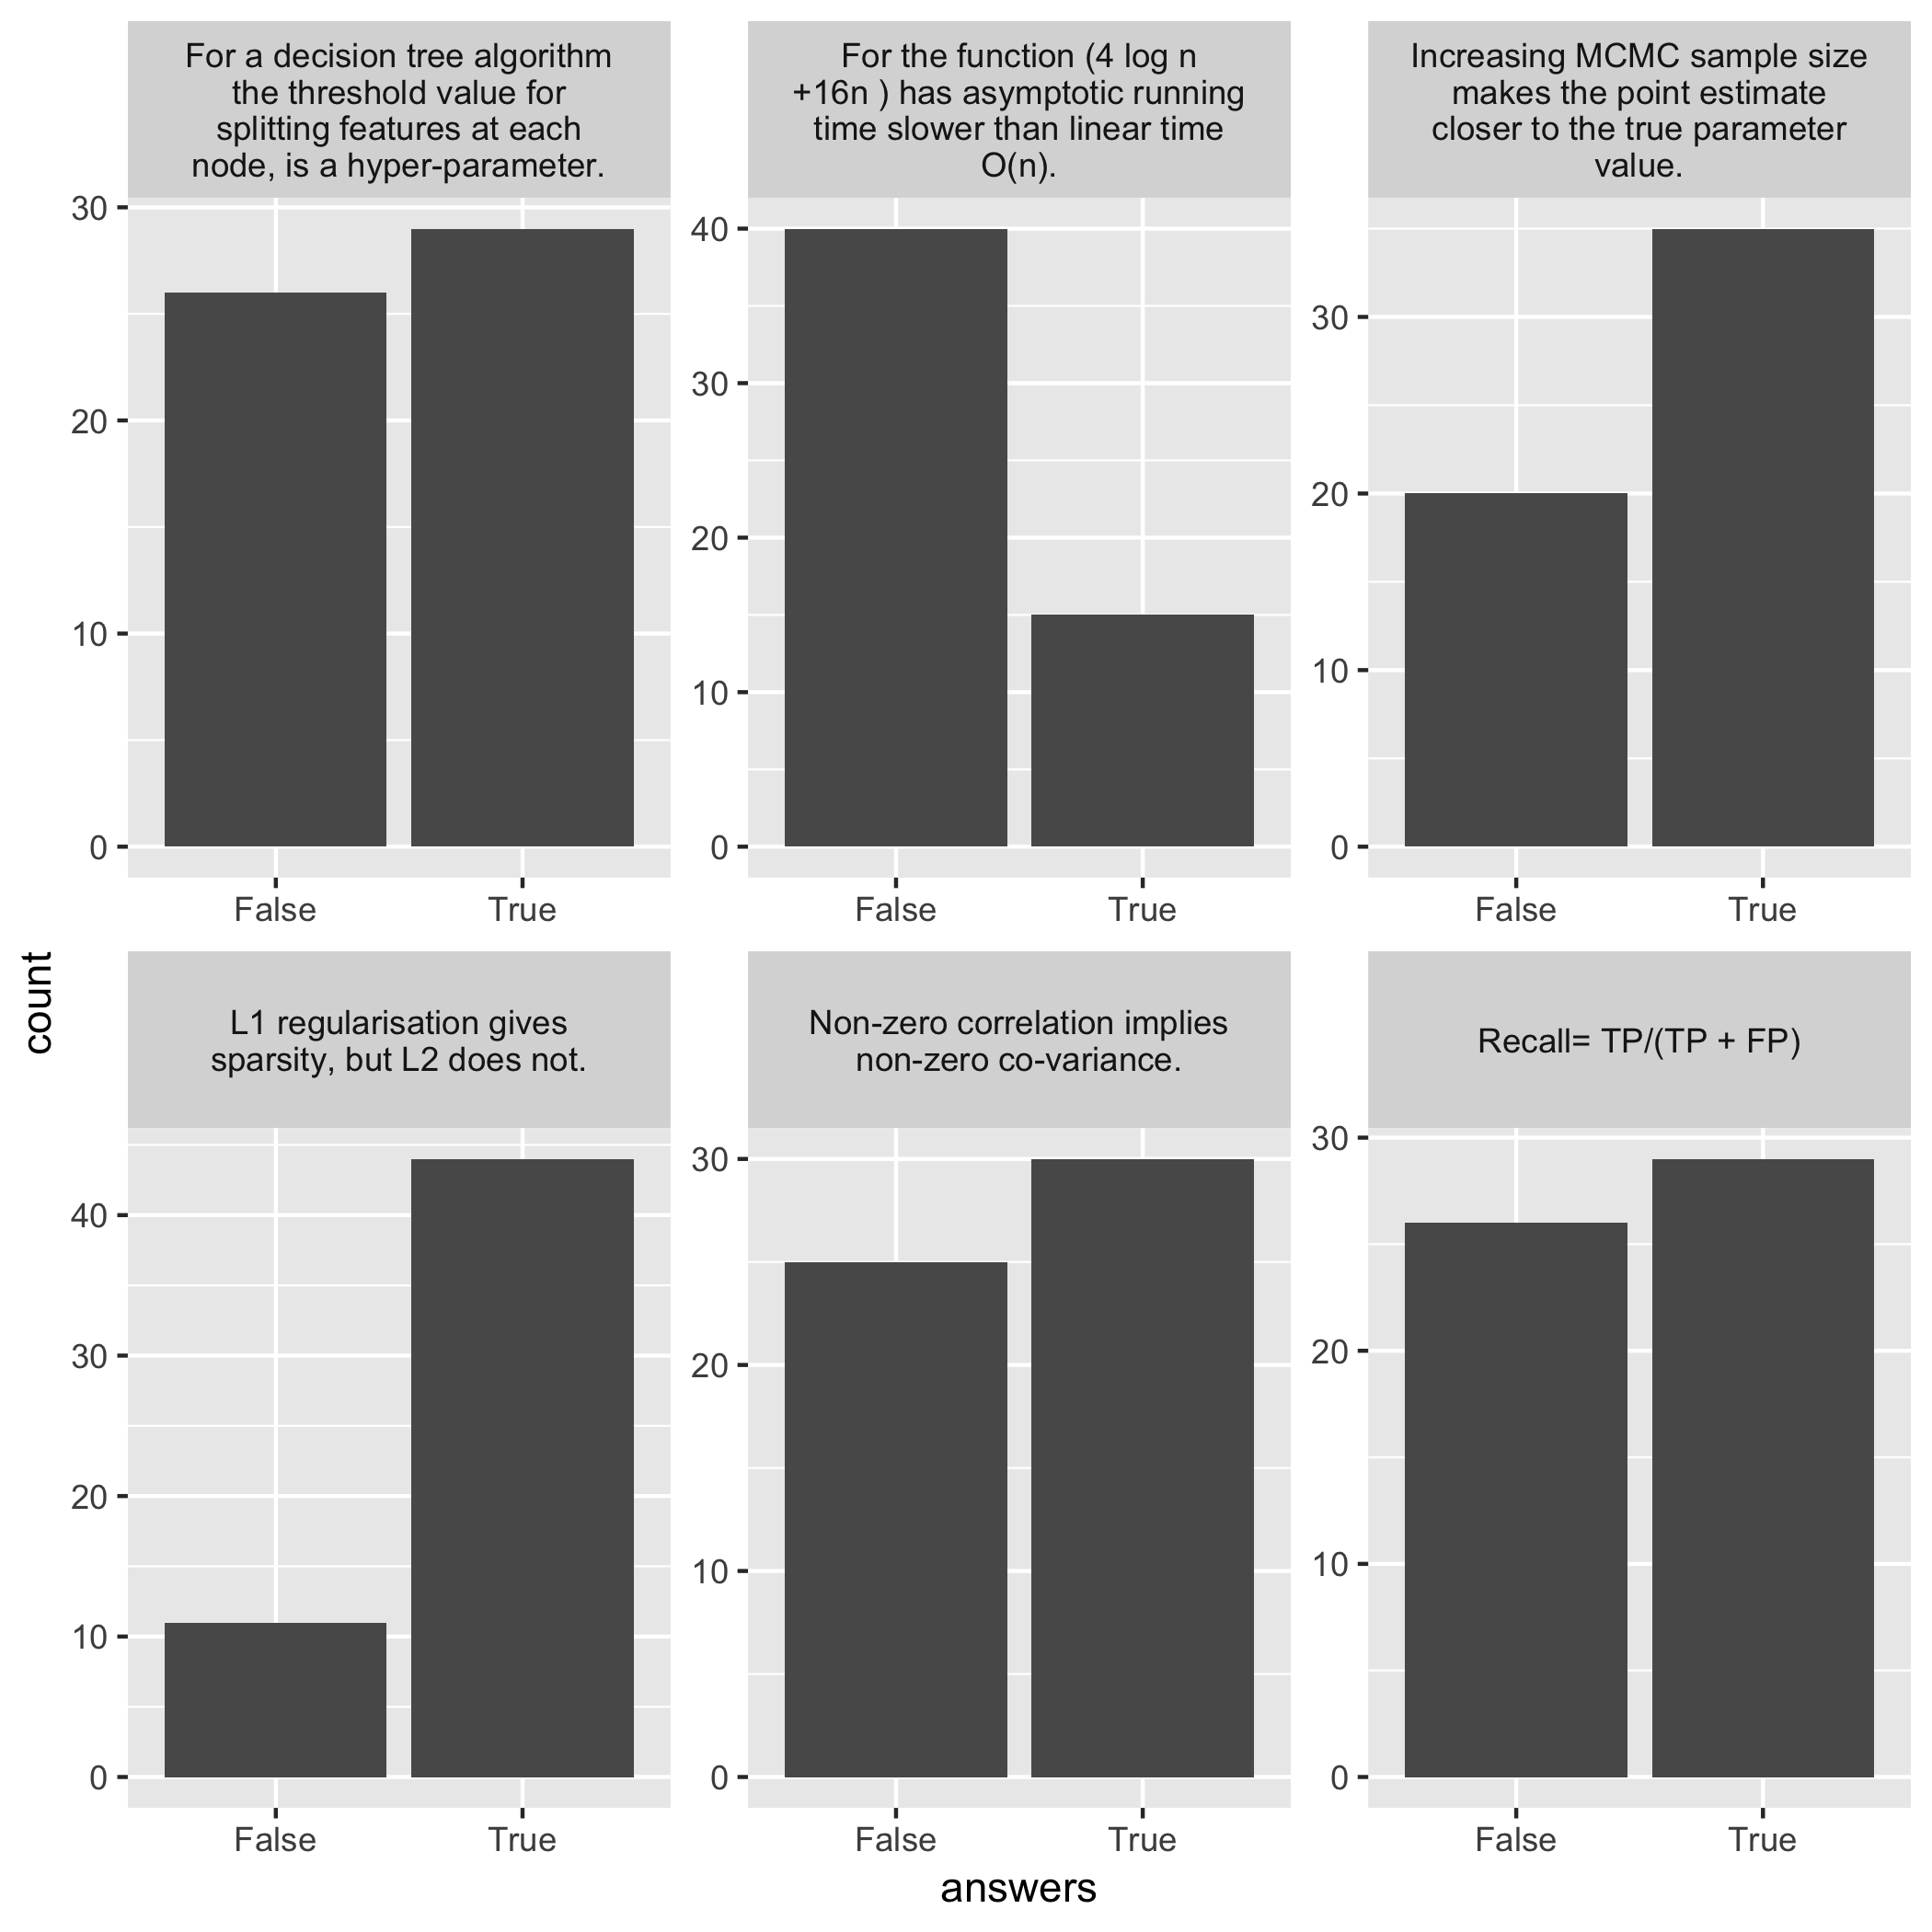 For a decision tree algorithm
the threshold value for
splitting features at each
node, is a hyper-parameter.
For the function (4 log n
+16n ) has asymptotic running
time slower than linear time
O(n).
Increasing MCMC sample size
makes the point estimate
closer to the true parameter
value.
30
20
10
0
40
30
20
10
0
30
20
10
0
False
True
False
True
False
True
count
L1 regularisation gives
sparsity, but L2 does not.
Non-zero correlation implies
non-zero co-variance.
Recall= TP/(TP + FP)
40
30
20
10
0
30
20
10
0
30
20
10
0
False
True
False
True
False
True
answers